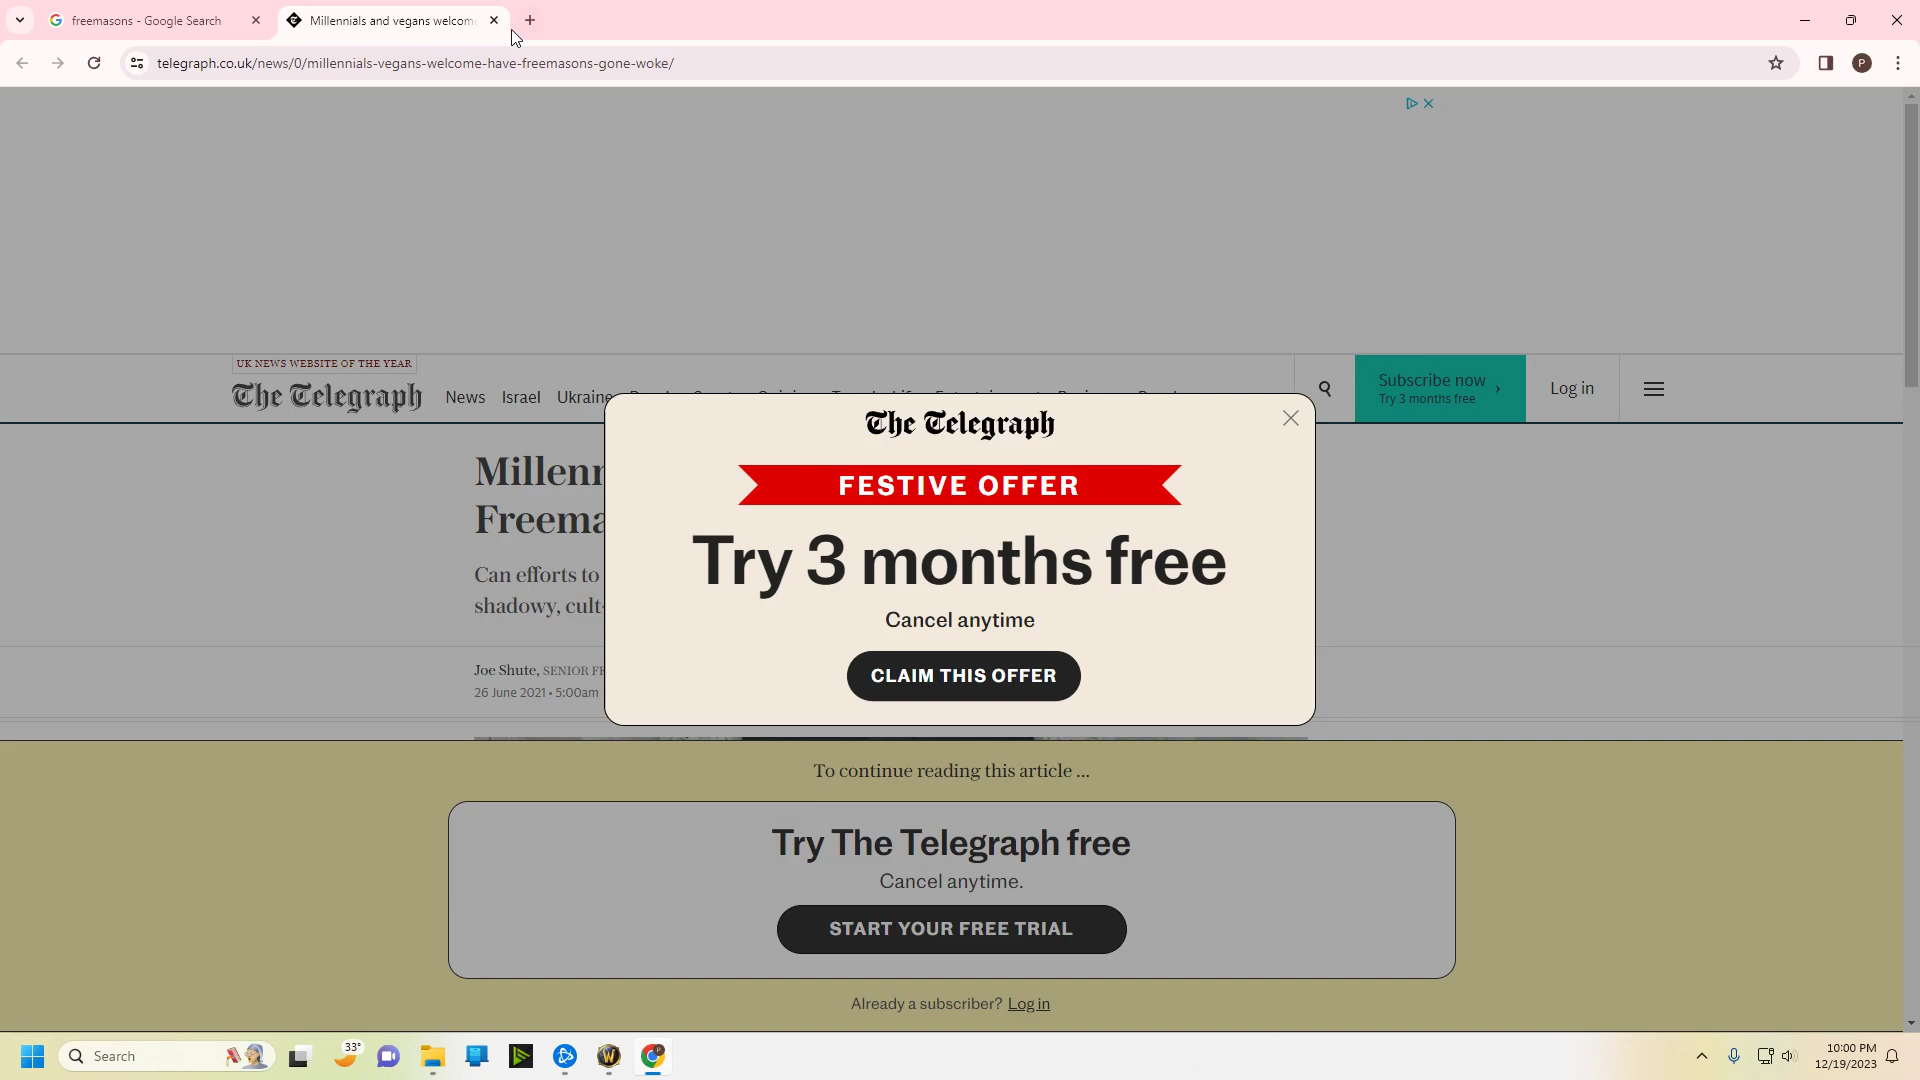 freemasons - Google Search
Millennials and vegans welcom
telegraph.co.uk/news/0/millennials-vegans-welcome-have-freemasons-gone-woke/
P
UK NEWS WEBSITE OF THE YEAR
The Telegraph
News Israel Ukraine
Subscribe now
Try 3 months free
Log in
The Telegraph
FESTIVE OFFER
Try 3 months free
Cancel anytime
CLAIM THIS OFFER
Millenn
Freema
Can efforts to
shadowy, cult-
Joe Shute, SENIOR FE
26 June 2021 • 5:00am
To continue reading this article ...
Try The Telegraph free
Cancel anytime.
START YOUR FREE TRIAL
Already a subscriber? Log in
Search
33°
10:00 PM
12/19/2023